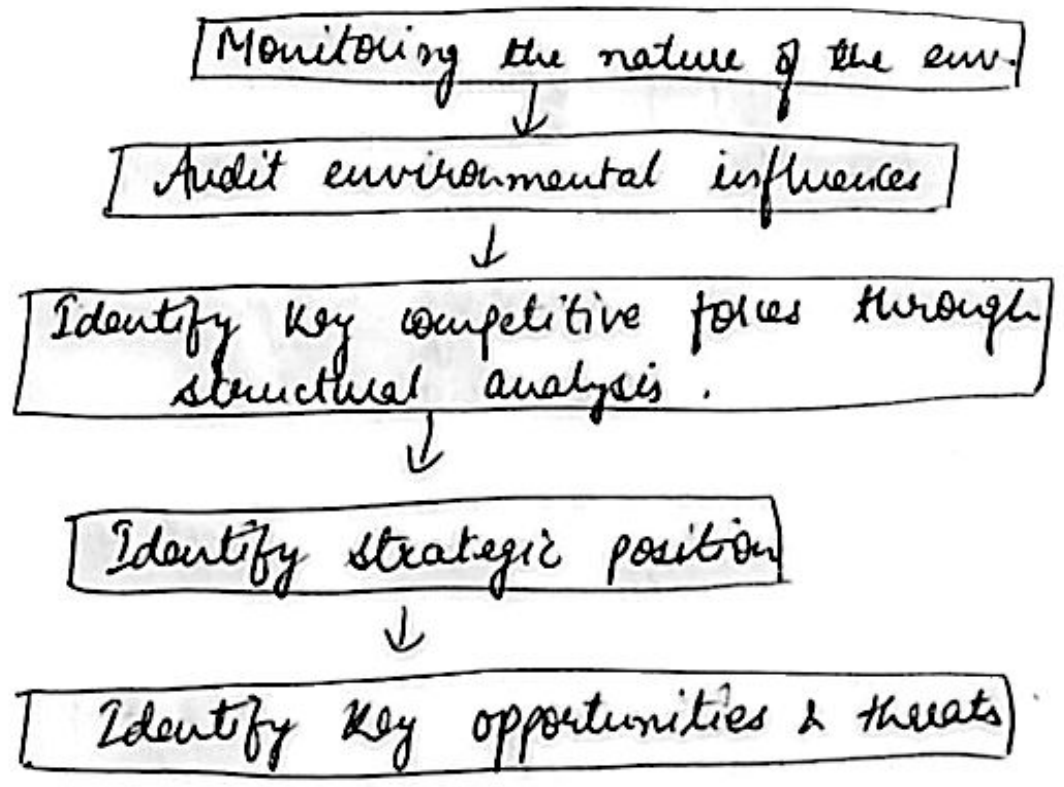 Monitoring the nature of the env.
Audit environmental influences
Identify key competitive forces through
structural analysis.
Identify strategic position
Identify key opportunities & threats